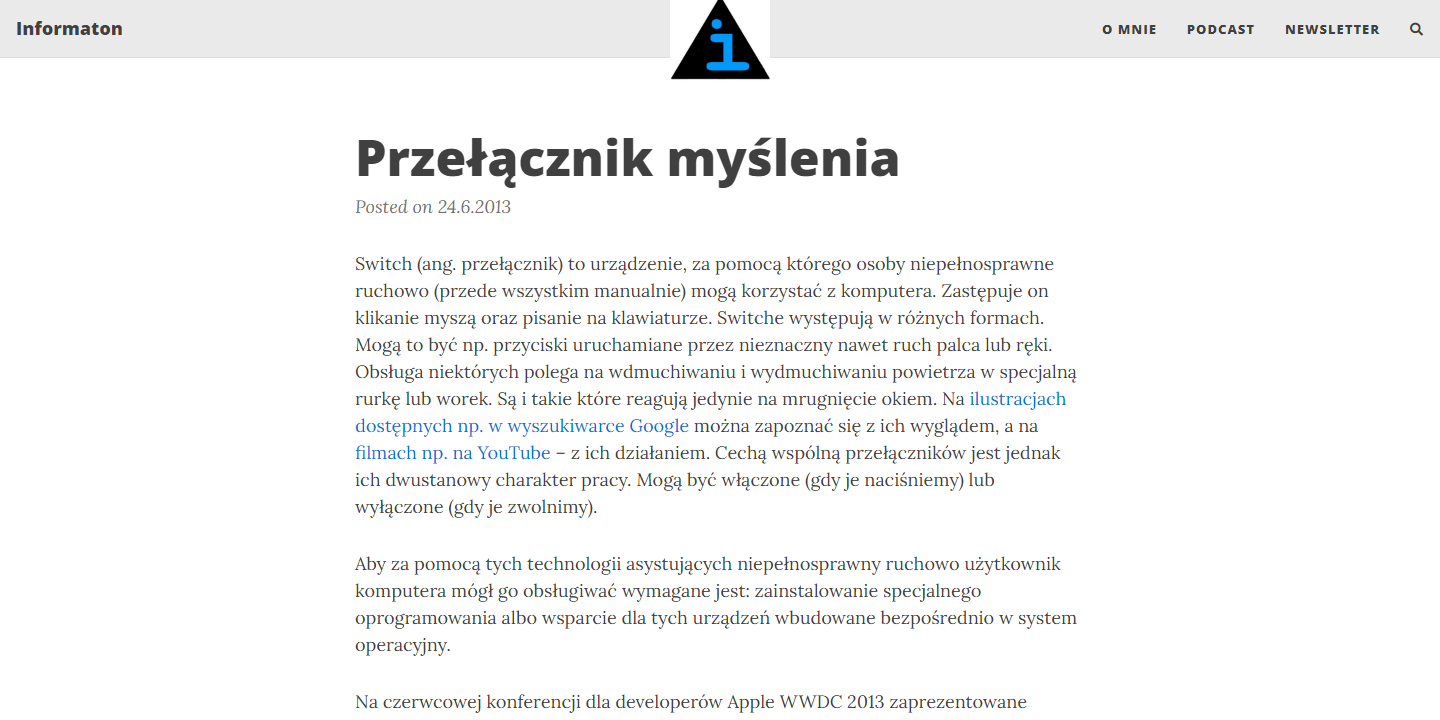 Informaton
i
O MNIE
PODCAST
NEWSLETTER
Przełącznik myślenia
Posted on 24.6.2013
Switch (ang. przełącznik) to urządzenie, za pomocą którego osoby niepełnosprawne
ruchowo (przede wszystkim manualnie) mogą korzystać z komputera. Zastępuje on
klikanie myszą oraz pisanie na klawiaturze. Switche występują w różnych formach.
Mogą to być np. przyciski uruchamiane przez nieznaczny nawet ruch palca lub ręki.
Obsługa niektórych polega na wdmuchiwaniu i wydmuchiwaniu powietrza w specjalną
rurkę lub worek. Są i takie które reagują jedynie na mrugnięcie okiem. Na ilustracjach
dostępnych np. w wyszukiwarce Google można zapoznać się z ich wyglądem, a na
filmach np. na YouTube – z ich działaniem. Cechą wspólną przełączników jest jednak
ich dwustanowy charakter pracy. Mogą być włączone (gdy je naciśniemy) lub
wyłączone (gdy je zwolnimy).
Aby za pomocą tych technologii asystujących niepełnosprawny ruchowo użytkownik
komputera mógł go obsługiwać wymagane jest: zainstalowanie specjalnego
oprogramowania albo wsparcie dla tych urządzeń wbudowane bezpośrednio w system
operacyjny.
Na czerwcowej konferencji dla developerów Apple WWDC 2013 zaprezentowane